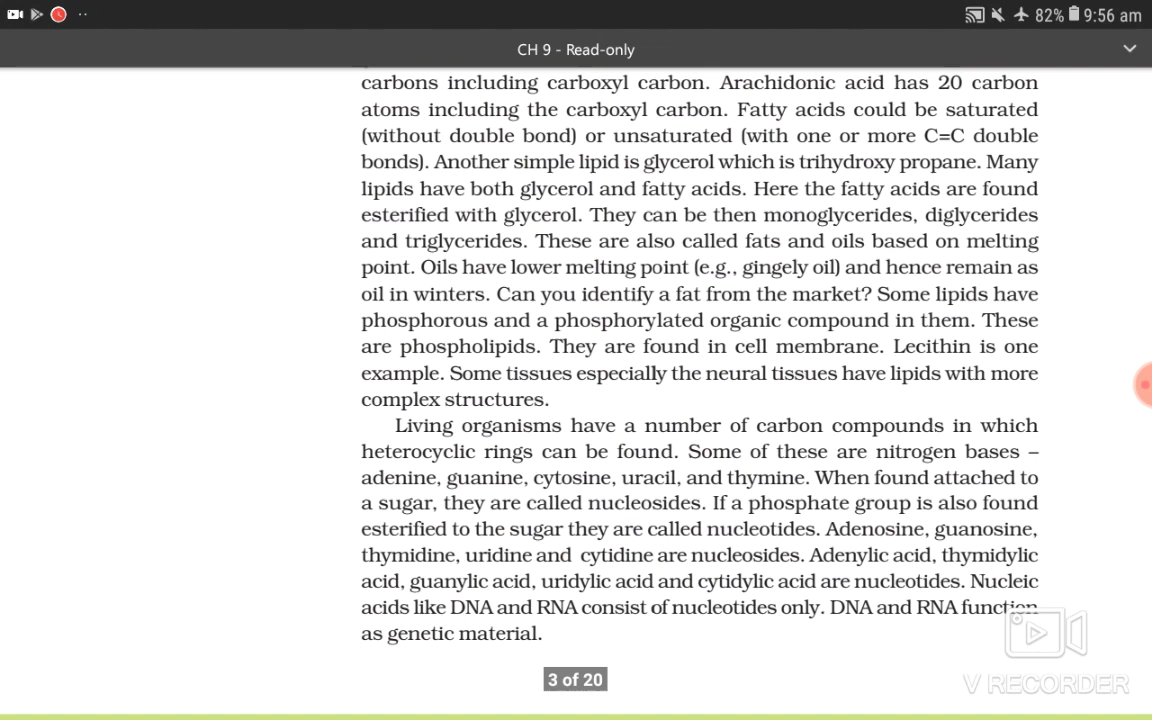 82% 9:56 am
CH 9 - Read-only
carbons including carboxyl carbon. Arachidonic acid has 20 carbon
atoms including the carboxyl carbon. Fatty acids could be saturated
(without double bond) or unsaturated (with one or more C=C double
bonds). Another simple lipid is glycerol which is trihydroxy propane. Many
lipids have both glycerol and fatty acids. Here the fatty acids are found
esterified with glycerol. They can be then monoglycerides, diglycerides
and triglycerides. These are also called fats and oils based on melting
point. Oils have lower melting point (e.g., gingely oil) and hence remain as
oil in winters. Can you identify a fat from the market? Some lipids have
phosphorous and a phosphorylated organic compound in them. These
are phospholipids. They are found in cell membrane. Lecithin is one
example. Some tissues especially the neural tissues have lipids with more
complex structures.
Living organisms have a number of carbon compounds in which
heterocyclic rings can be found. Some of these are nitrogen bases –
adenine, guanine, cytosine, uracil, and thymine. When found attached to
a sugar, they are called nucleosides. If a phosphate group is also found
esterified to the sugar they are called nucleotides. Adenosine, guanosine,
thymidine, uridine and cytidine are nucleosides. Adenylic acid, thymidylic
acid, guanylic acid, uridylic acid and cytidylic acid are nucleotides. Nucleic
acids like DNA and RNA consist of nucleotides only. DNA and RNA function
as genetic material.
3 of 20
V RECORDER